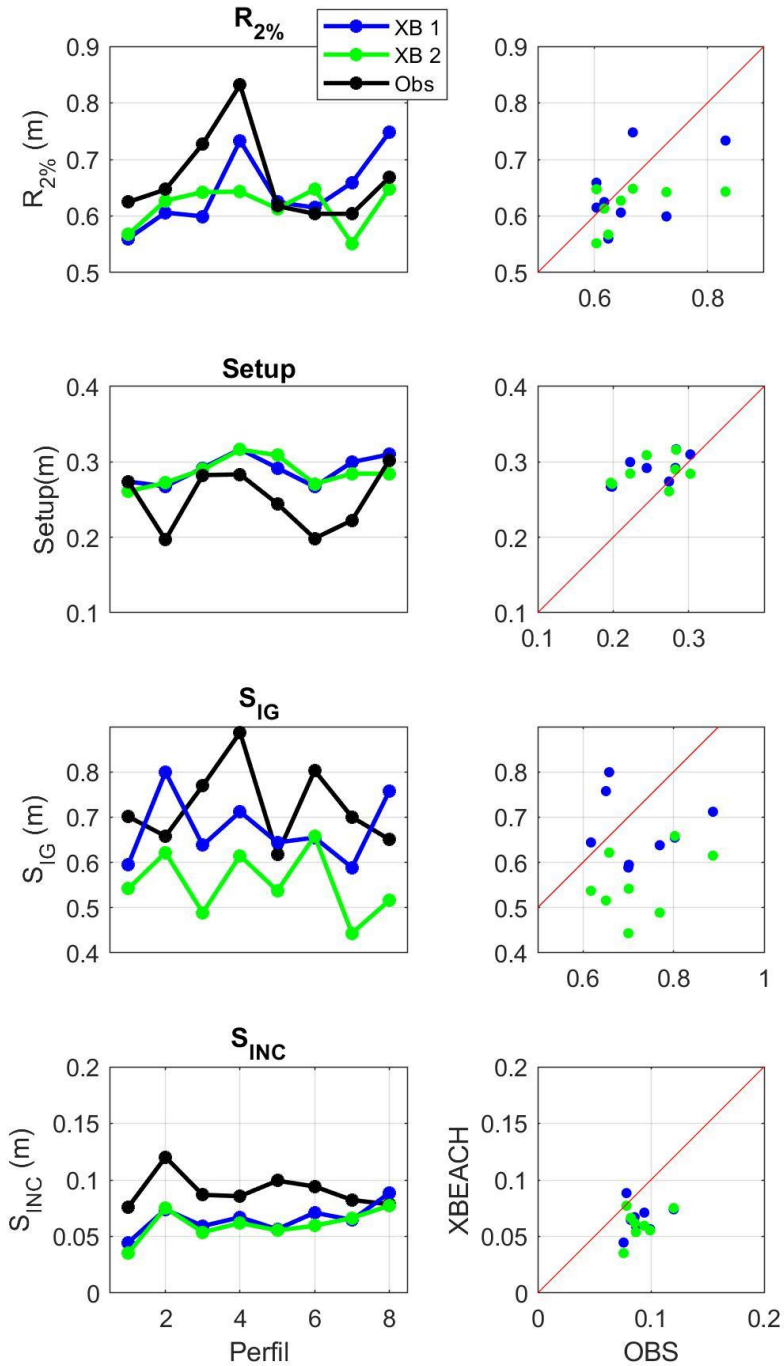 R2%
XB 1
XB 2
Obs
0.9
0.8
0.7
0.6
0.5
R2% (m)
0.9
0.8
0.7
0.6
0.5
0.6 0.8
Setup
0.4
0.3
0.2
0.1
Setup(m)
0.4
0.3
0.2
0.1
0.1 0.2 0.3
SIG
0.8
0.7
0.6
0.5
0.4
SIG (m)
0.8
0.7
0.6
0.5
0.4
0.6 0.8 1
SINC
0.2
0.15
0.1
0.05
0
SINC (m)
2 4 6 8
Perfil
0.2
0.15
0.1
0.05
0
XBEACH
0 0.1 0.2
OBS